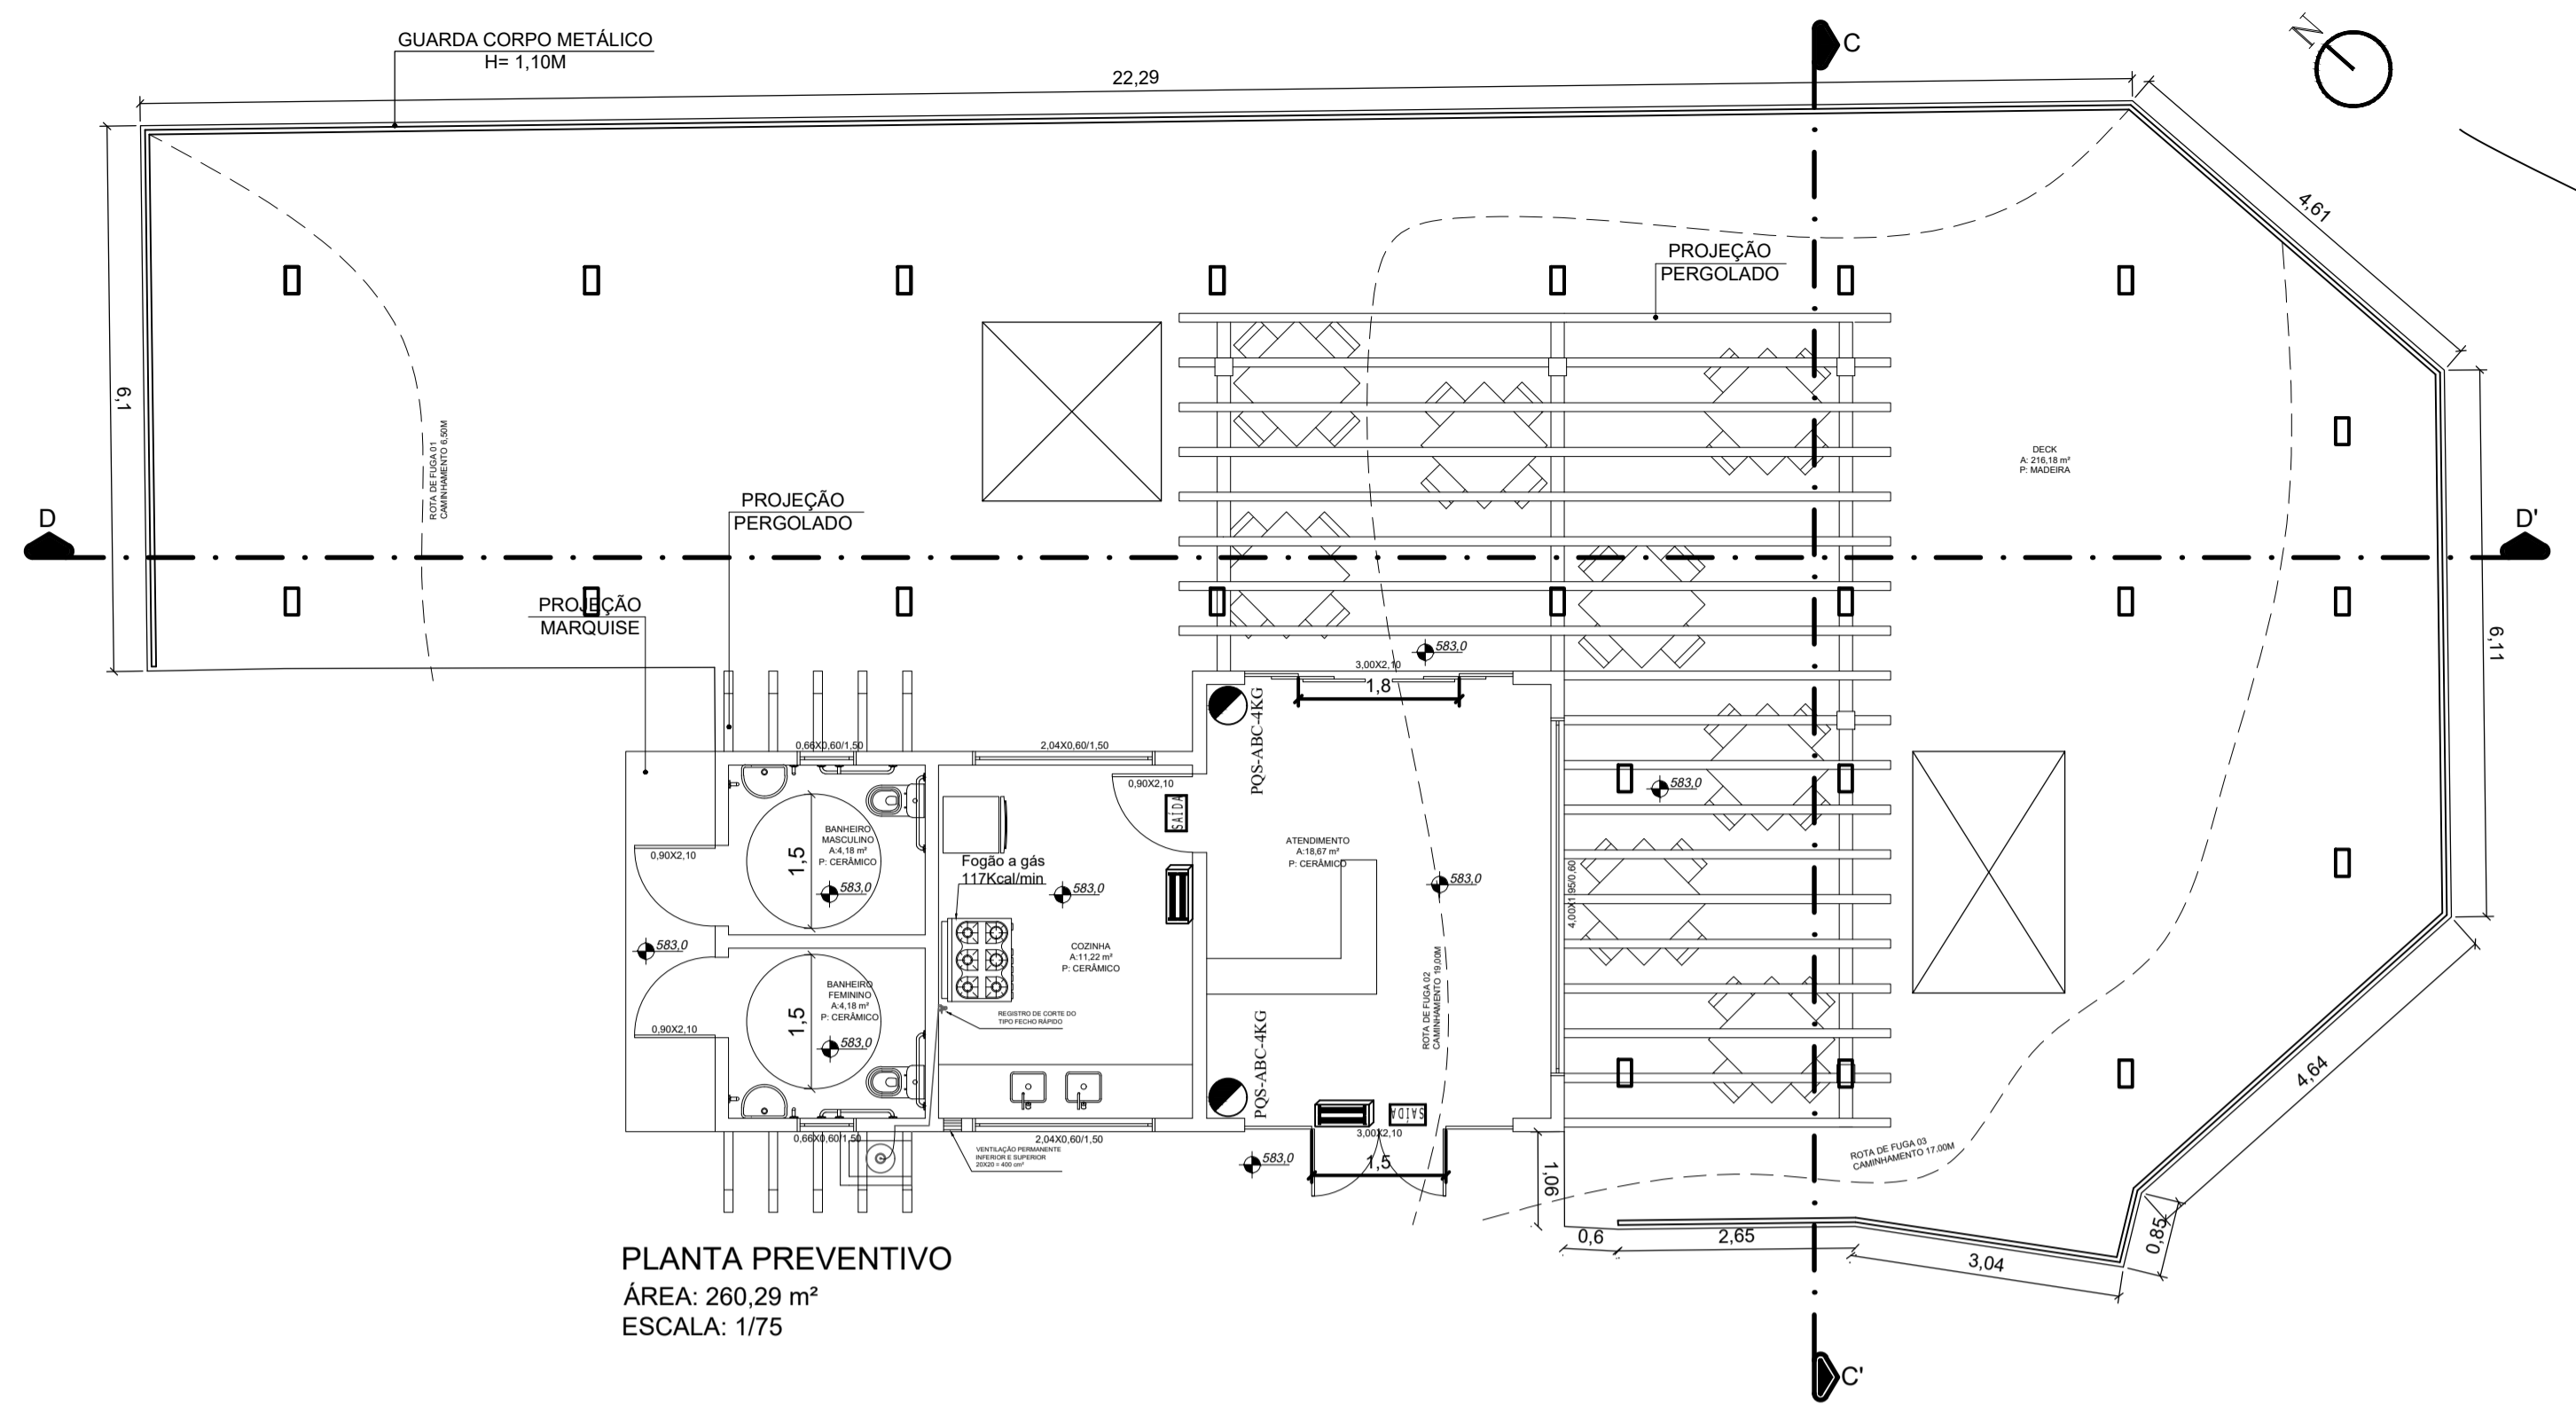 GUARDA CORPO METÁLICO
H= 1,10M
22,29
C
N
4,61
PROJEÇÃO
PERGOLADO
6,1
ROTA DE FUGA 01
CAMINHAMENTO 6,50M
DECK
A: 216,18 m²
P: MADEIRA
PROJEÇÃO
PERGOLADO
D
D'
PROJEÇÃO
MARQUISE
6,11
583,0
3,00X2,10
1,8
PQS-ABC-4KG
0,66X0,60/1,50
2,04X0,60/1,50
0,90X2,10
SAÍDA
583,0
BANHEIRO
MASCULINO
A:4,18 m²
P: CERÂMICO
1,5
583,0
0,90X2,10
Fogão a gás
117Kcal/min
583,0
ATENDIMENTO
A:18,67 m²
P: CERÂMICO
583,0
4,00X1,95/0,60
583,0
COZINHA
A:11,22 m²
P: CERÂMICO
BANHEIRO
FEMININO
A:4,18 m²
P: CERÂMICO
1,5
583,0
0,90X2,10
REGISTRO DE CORTE DO
TIPO FECHO RÁPIDO
ROTA DE FUGA 02
CAMINHAMENTO 19,00M
PQS-ABC-4KG
SAÍDA
3,00X2,10
0,66X0,60/1,50
2,04X0,60/1,50
VENTILAÇÃO PERMANENTE
INFERIOR E SUPERIOR
20X20 = 400 cm²
583,0
1,5
1,06
ROTA DE FUGA 03
CAMINHAMENTO 17.00M
4,64
0,85
0,6
2,65
3,04
PLANTA PREVENTIVO
ÁREA: 260,29 m²
ESCALA: 1/75
C'